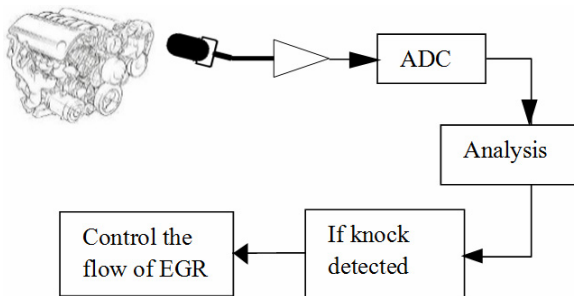 ADC
Analysis
If knock
detected
Control the
flow of EGR